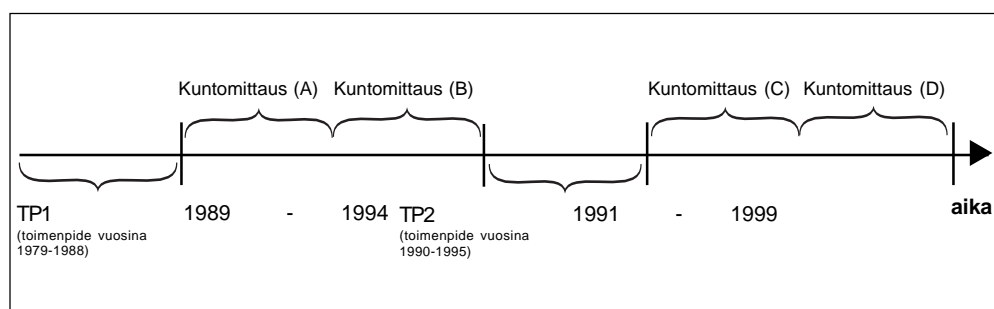 Kuntomittaus (A) Kuntomittaus (B) Kuntomittaus (C) Kuntomittaus (D)
TP1 1989 - 1994 TP2 1991 - 1999 aika
(toimenpide vuosina (toimenpide vuosina
1979-1988) 1990-1995)